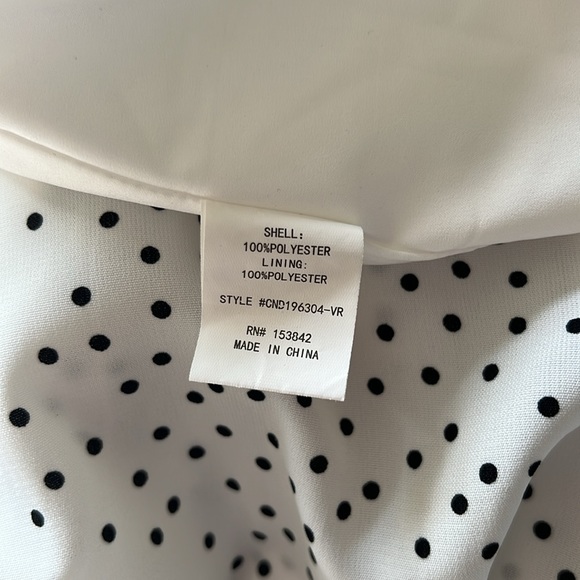 SHELL:
100%POLYESTER
LINING:
100%POLYESTER
STYLE #CND196304-VR
RN# 153842
MADE IN CHINA